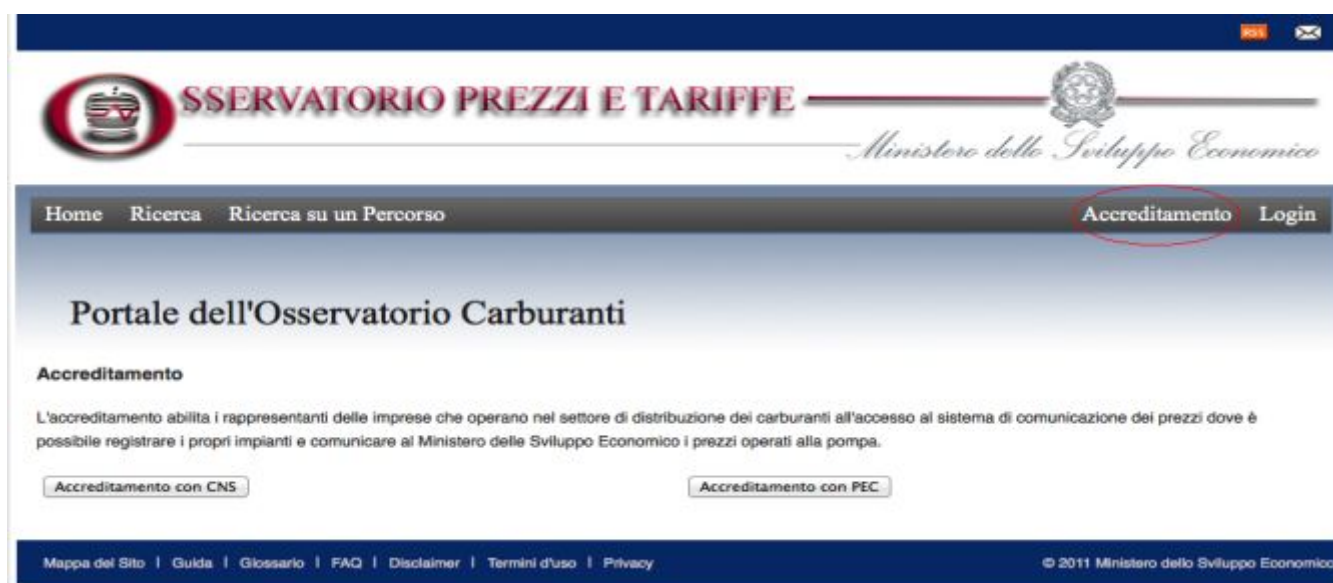 RSS
OSSERVATORIO PREZZI E TARIFFE
Ministero dello Sviluppo Economico
Home Ricerca Ricerca su un Percorso Accreditamento Login
Portale dell'Osservatorio Carburanti
Accreditamento
L'accreditamento abilita i rappresentanti delle imprese che operano nel settore di distribuzione dei carburanti all'accesso al sistema di comunicazione dei prezzi dove è
possibile registrare i propri impianti e comunicare al Ministero delle Sviluppo Economico i prezzi operati alla pompa.
Accreditamento con CNS Accreditamento con PEC
Mappa del Sito | Guida | Glossario | FAQ | Disclaimer | Termini d'uso | Privacy © 2011 Ministero dello Sviluppo Economico